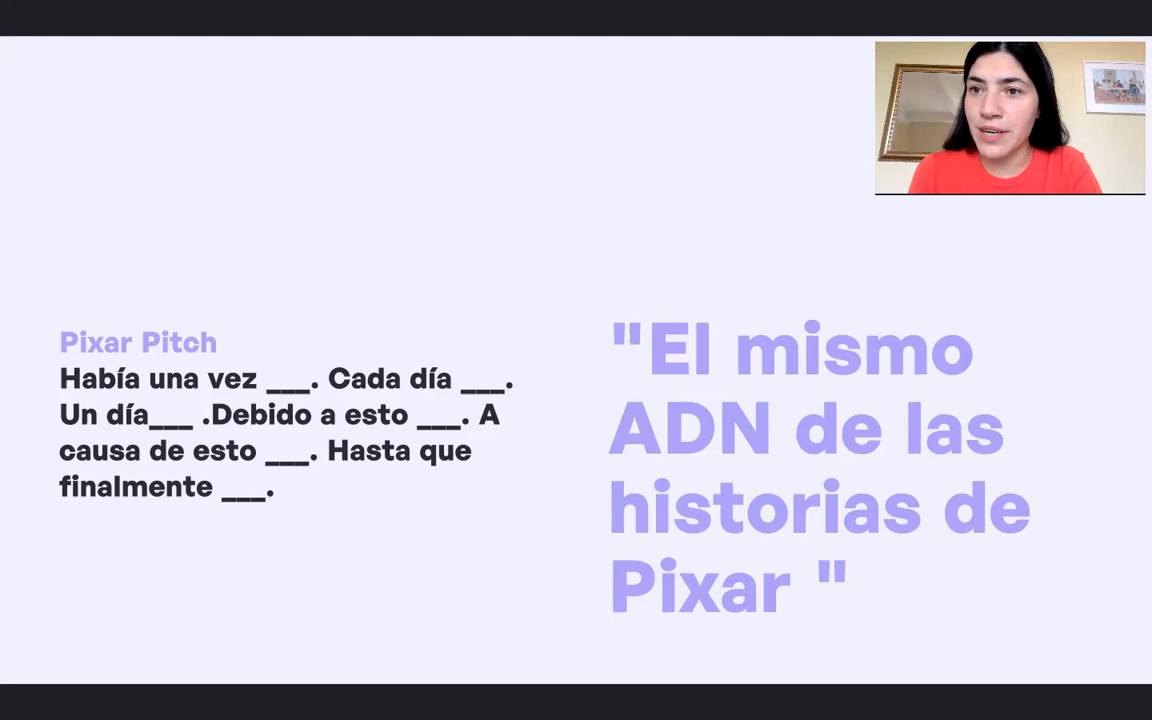 Pixar Pitch
Había una vez ___. Cada día ___.
Un día___ .Debido a esto ___. A
causa de esto ___. Hasta que
finalmente ___.
"El mismo
ADN de las
historias de
Pixar "